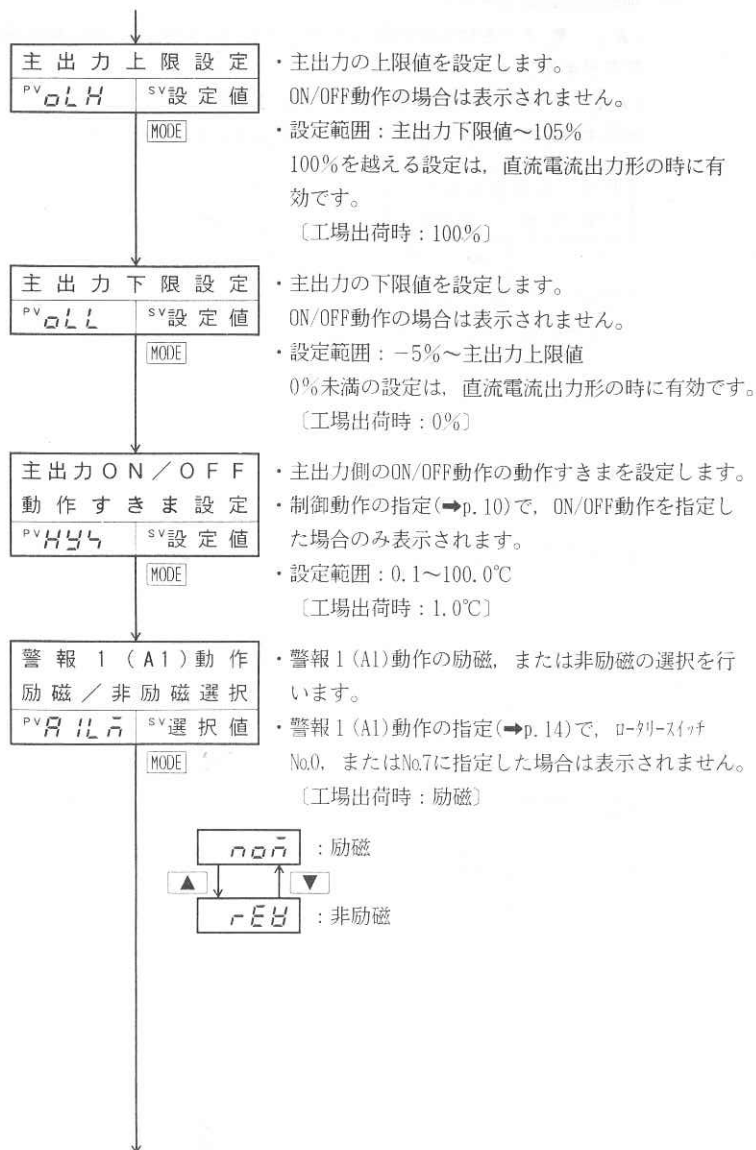 主出力上限設定
PV oLH SV設定値
MODE
・主出力の上限値を設定します。
ON/OFF動作の場合は表示されません。
・設定範囲：主出力下限値～105%
100%を越える設定は，直流電流出力形の時に有
効です。
〔工場出荷時：100%〕
主出力下限設定
PV oLL SV設定値
MODE
・主出力の下限値を設定します。
ON/OFF動作の場合は表示されません。
・設定範囲：－5%～主出力上限値
0%未満の設定は，直流電流出力形の時に有効です。
〔工場出荷時：0%〕
主出力ON／OFF
動作すきま設定
PV HYS SV設定値
MODE
・主出力側のON/OFF動作の動作すきまを設定します。
・制御動作の指定(➡p.10)で，ON/OFF動作を指定し
た場合のみ表示されます。
・設定範囲：0.1～100.0℃
〔工場出荷時：1.0℃〕
警報1(A1)動作
励磁／非励磁選択
PV A1Lm SV選択値
MODE
・警報1(A1)動作の励磁，または非励磁の選択を行
います。
・警報1(A1)動作の指定(➡p.14)で，ロータリースイッチ
No.0，またはNo.7に指定した場合は表示されません。
〔工場出荷時：励磁〕
nom：励磁
▲ ▼
rEV：非励磁